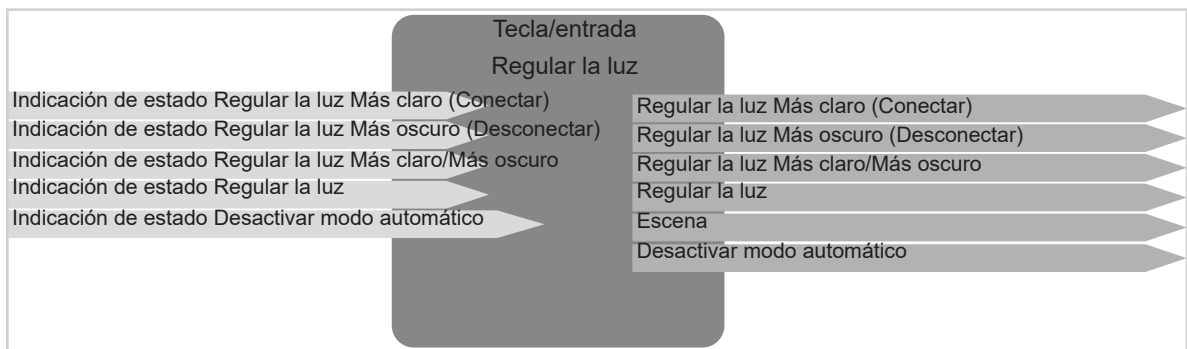 Tecla/entrada
Regular la luz
Indicación de estado Regular la luz Más claro (Conectar)
Indicación de estado Regular la luz Más oscuro (Desconectar)
Indicación de estado Regular la luz Más claro/Más oscuro
Indicación de estado Regular la luz
Indicación de estado Desactivar modo automático
Regular la luz Más claro (Conectar)
Regular la luz Más oscuro (Desconectar)
Regular la luz Más claro/Más oscuro
Regular la luz
Escena
Desactivar modo automático